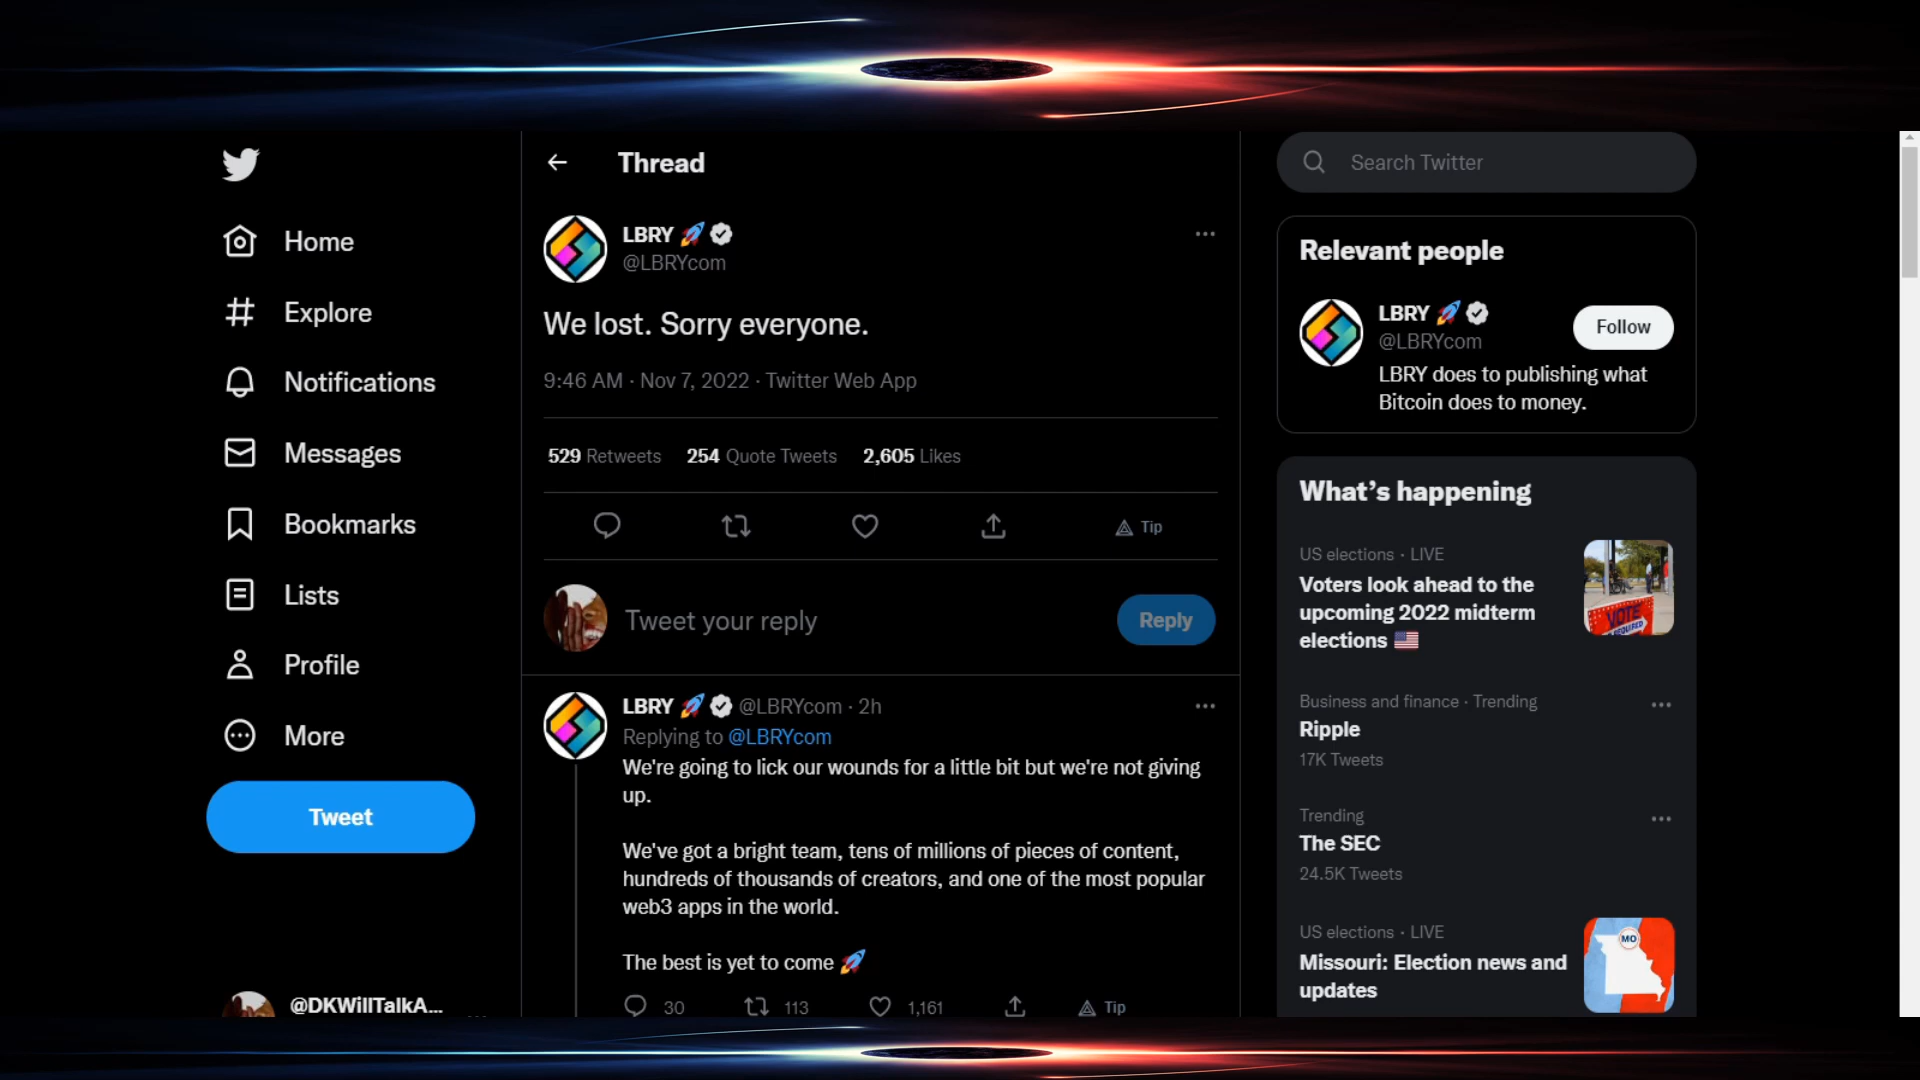 Home
Explore
Notifications
Messages
Bookmarks
Lists
Profile
More
Tweet
@DKWillTalkA...
Thread
LBRY 🚀
@LBRYcom
We lost. Sorry everyone.
9:46 AM · Nov 7, 2022 · Twitter Web App
529 Retweets 254 Quote Tweets 2,605 Likes
Tip
Tweet your reply
Reply
LBRY 🚀 @LBRYcom · 2h
Replying to @LBRYcom
We're going to lick our wounds for a little bit but we're not giving
up.
We've got a bright team, tens of millions of pieces of content,
hundreds of thousands of creators, and one of the most popular
web3 apps in the world.
The best is yet to come 🚀
30 113 1,161 Tip
Search Twitter
Relevant people
LBRY 🚀
@LBRYcom
Follow
LBRY does to publishing what
Bitcoin does to money.
What's happening
US elections · LIVE
Voters look ahead to the
upcoming 2022 midterm
elections 🇺🇸
VOTE
Business and finance · Trending
Ripple
17K Tweets
Trending
The SEC
24.5K Tweets
US elections · LIVE
Missouri: Election news and
updates
MO